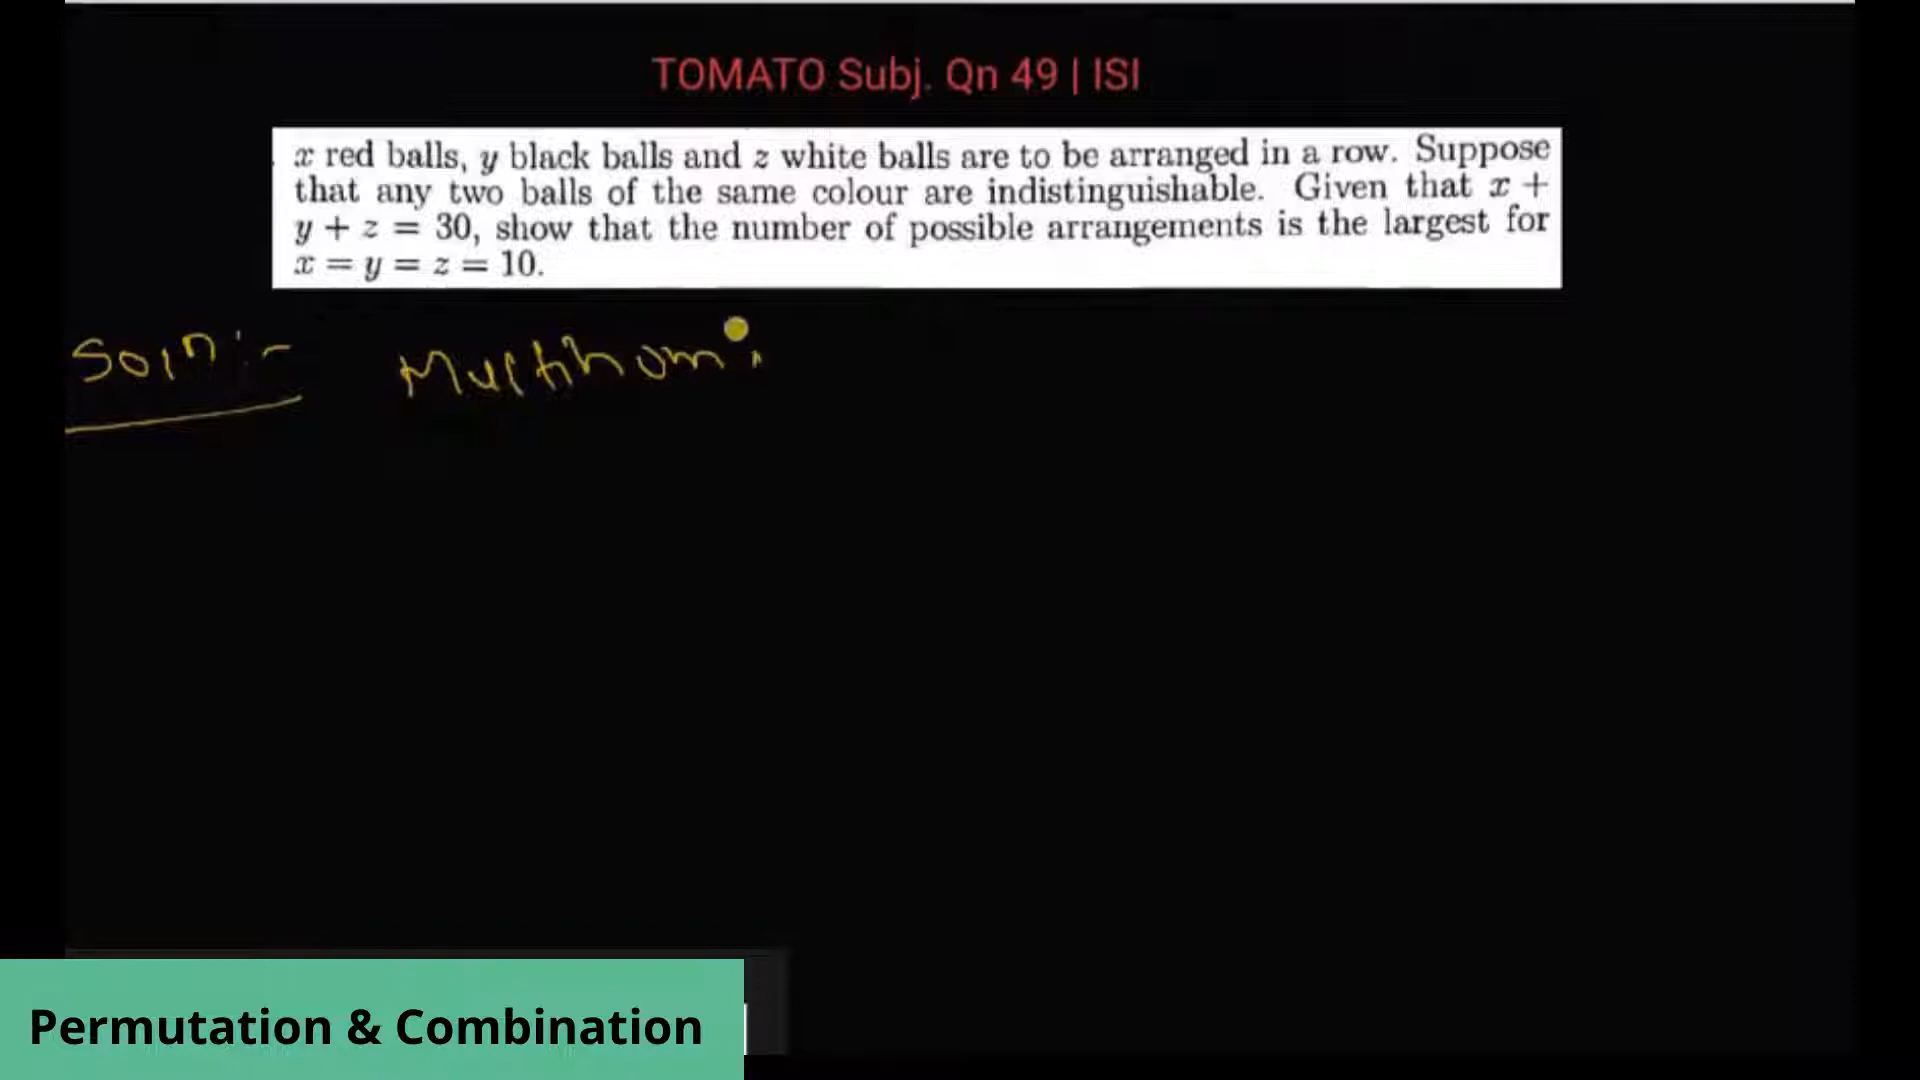 TOMATO Subj. Qn 49 | ISI
x red balls, y black balls and z white balls are to be arranged in a row. Suppose
that any two balls of the same colour are indistinguishable. Given that x +
y + z = 30, show that the number of possible arrangements is the largest for
x = y = z = 10.
Soln :- Multinom
Permutation & Combination